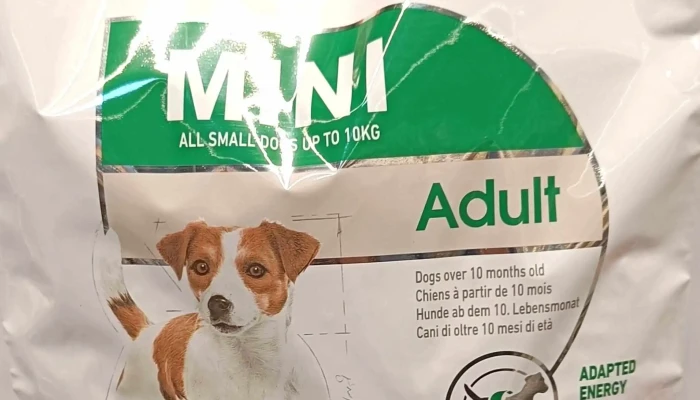 MINI
ALL SMALL DOGS UP TO 10KG
Adult
Dogs over 10 months old
Chiens à partir de 10 mois
Hunde ab dem 10. Lebensmonat
Cani di oltre 10 mesi di età
ADAPTED
ENERGY